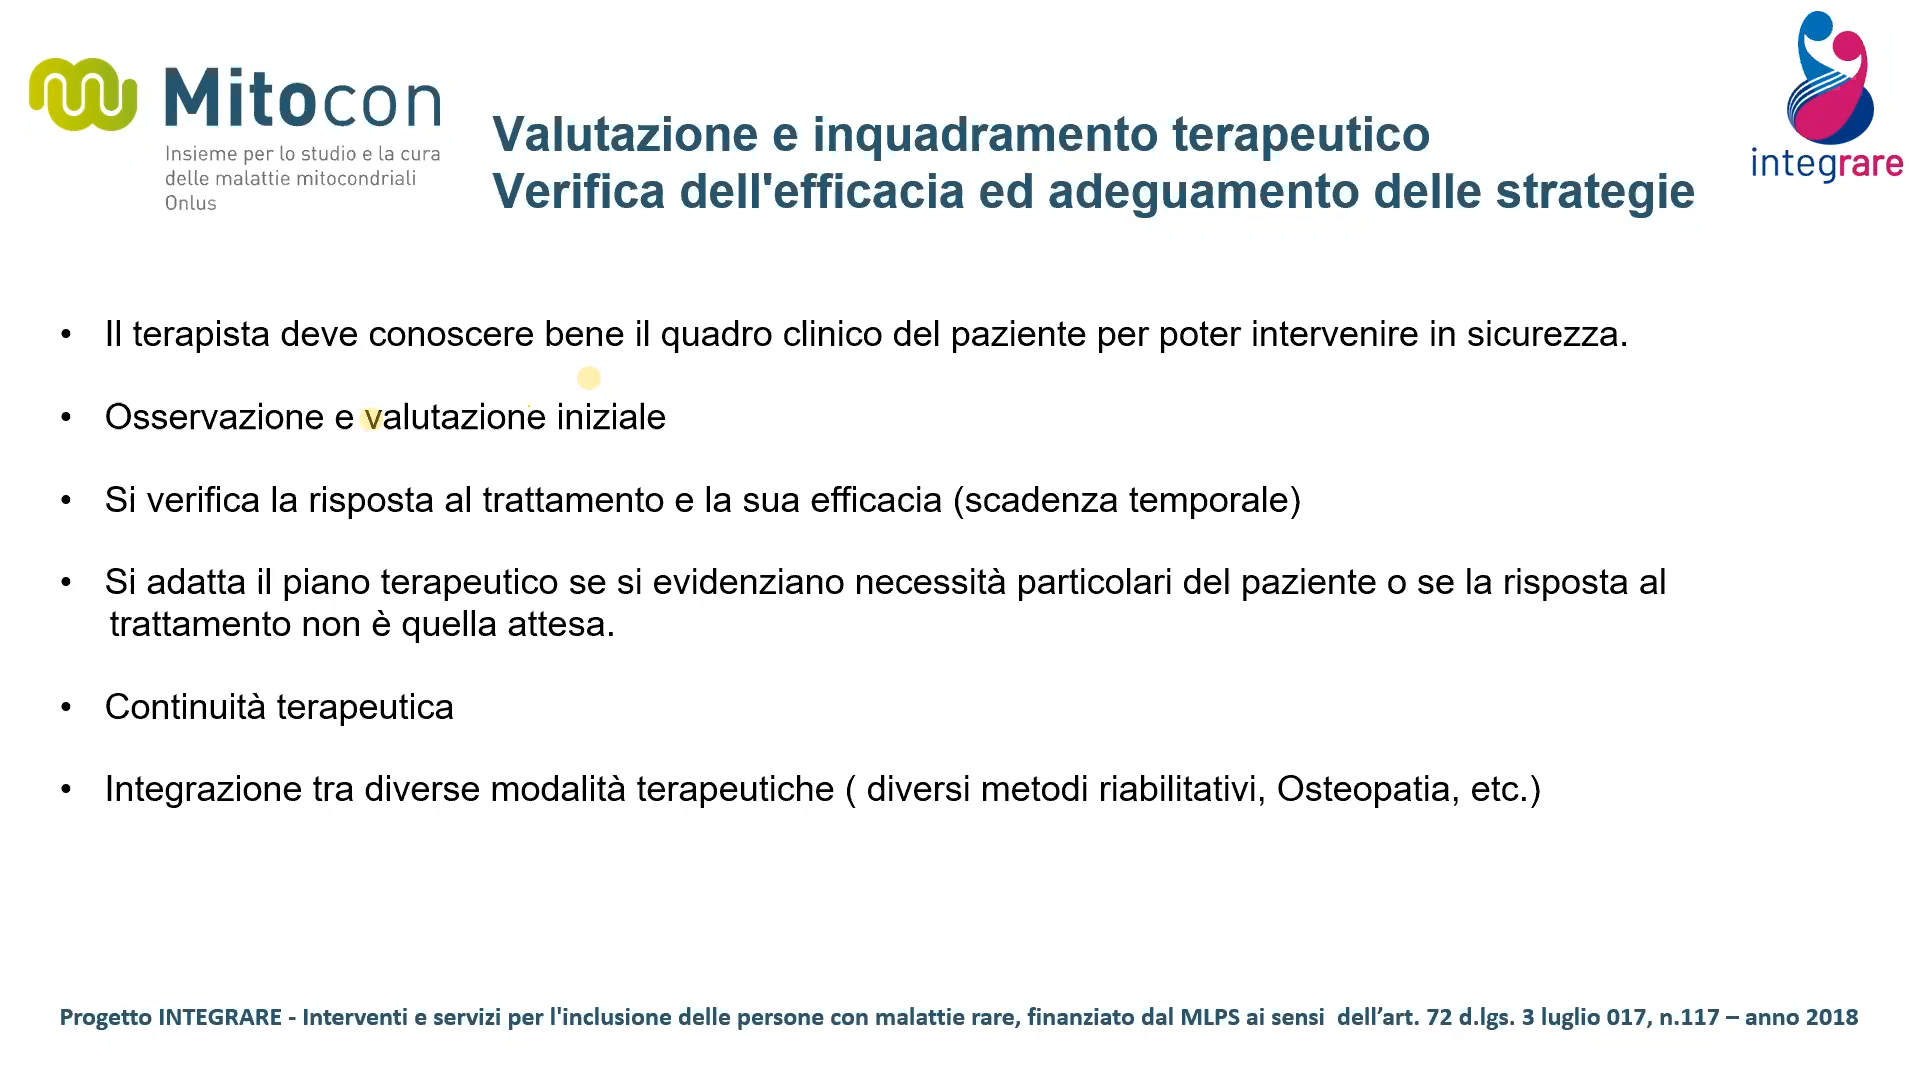 Mitocon
Insieme per lo studio e la cura
delle malattie mitocondriali
Onlus
Valutazione e inquadramento terapeutico
Verifica dell'efficacia ed adeguamento delle strategie
integrare
• Il terapista deve conoscere bene il quadro clinico del paziente per poter intervenire in sicurezza.
• Osservazione e valutazione iniziale
• Si verifica la risposta al trattamento e la sua efficacia (scadenza temporale)
• Si adatta il piano terapeutico se si evidenziano necessità particolari del paziente o se la risposta al
trattamento non è quella attesa.
• Continuità terapeutica
• Integrazione tra diverse modalità terapeutiche ( diversi metodi riabilitativi, Osteopatia, etc.)
Progetto INTEGRARE - Interventi e servizi per l'inclusione delle persone con malattie rare, finanziato dal MLPS ai sensi  dell’art. 72 d.lgs. 3 luglio 017, n.117 – anno 2018